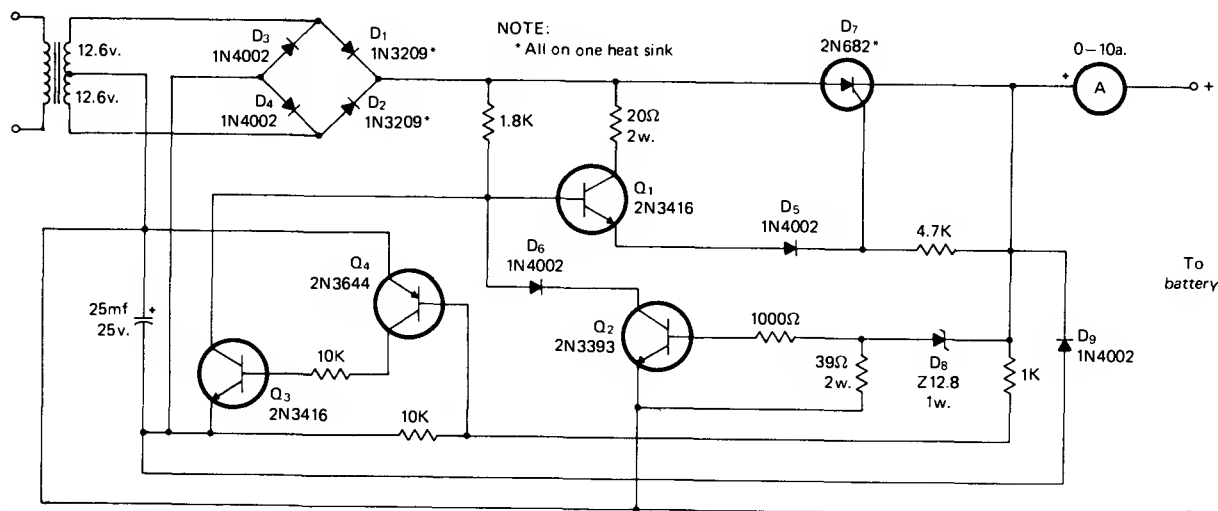 12.6v.
12.6v.
D3
1N4002
D1
1N3209*
D4
1N4002
D2
1N3209*
NOTE:
*All on one heat sink
1.8K
20Ω
2w.
D7
2N682*
0–10a.
+
A
+
Q1
2N3416
D5
1N4002
4.7K
D6
1N4002
Q4
2N3644
To
battery
25mf
25v.
+
Q2
2N3393
1000Ω
39Ω
2w.
D8
Z12.8
1w.
1K
D9
1N4002
10K
Q3
2N3416
10K